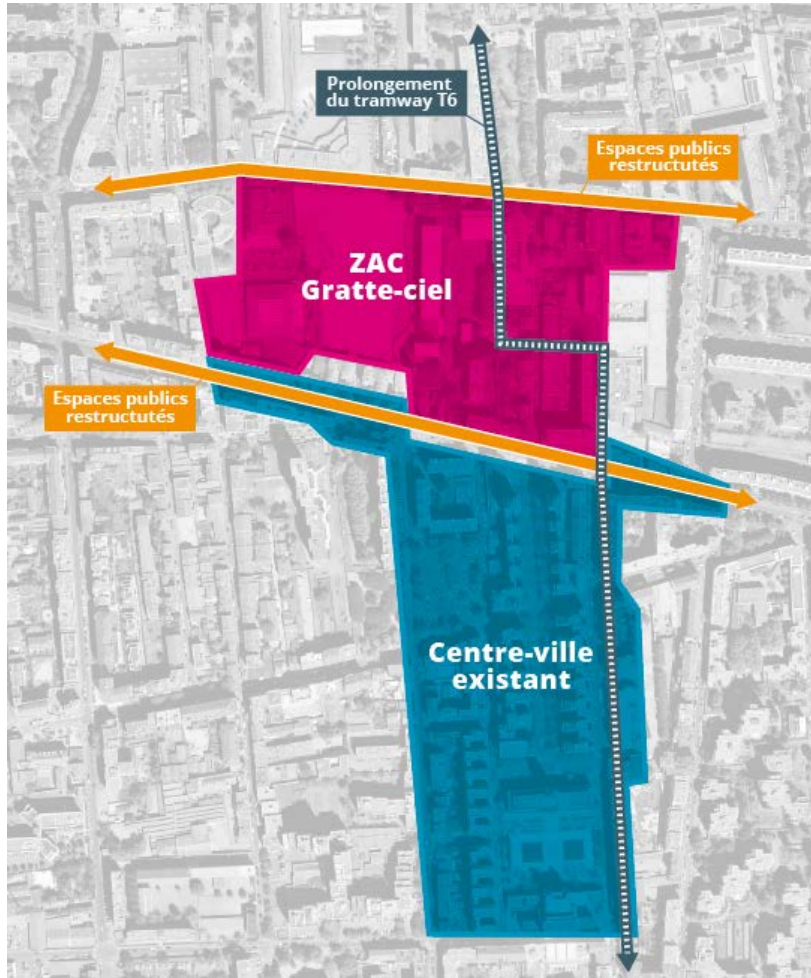 Prolongement
du tramway T6
Espaces publics
restructutés
ZAC
Gratte-ciel
Espaces publics
restructutés
Centre-ville
existant